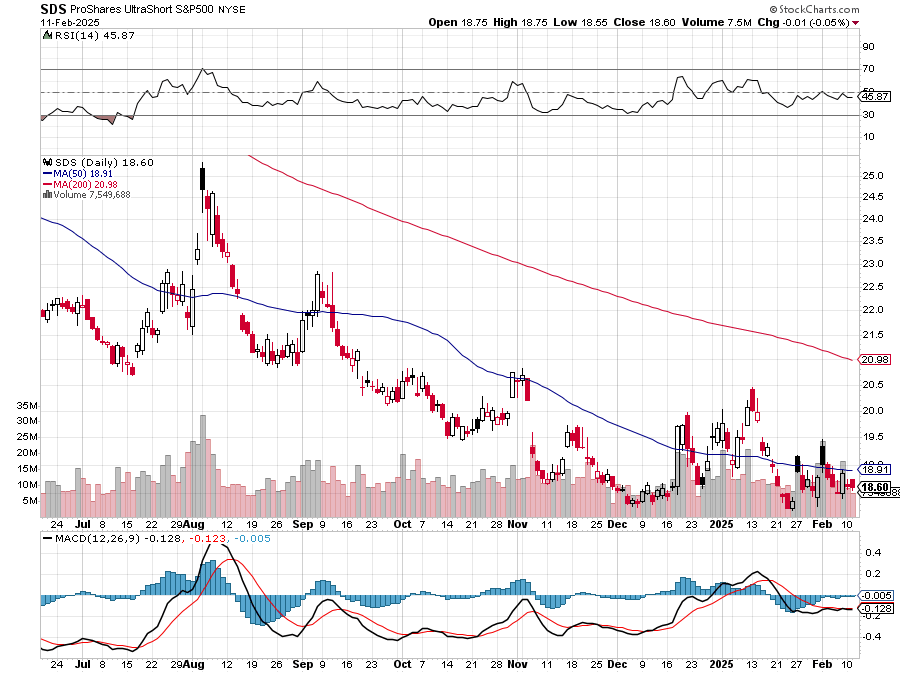 SDS ProShares UltraShort S&P500 NYSE
© StockCharts.com
11-Feb-2025
Open 18.75 High 18.75 Low 18.55 Close 18.60 Volume 7.5M Chg -0.01 (-0.05%)
RSI(14) 45.87
90
70
50
45.87
30
10
SDS (Daily) 18.60
MA(50) 18.91
MA(200) 20.98
Volume 7,549,688
25.0
24.5
24.0
23.5
23.0
22.5
22.0
21.5
20.98
20.5
20.0
19.5
18.91
18.60
35M
30M
25M
20M
15M
10M
5M
24 Jul 8 15 22 29 Aug 12 19 26 Sep 9 16 23 Oct 7 14 21 28 Nov 11 18 25 Dec 9 16 23 2025 13 21 27 Feb 10
MACD(12,26,9) -0.128, -0.123, -0.005
0.4
0.2
-0.005
-0.128
-0.2
-0.4
24 Jul 8 15 22 29 Aug 12 19 26 Sep 9 16 23 Oct 7 14 21 28 Nov 11 18 25 Dec 9 16 23 2025 13 21 27 Feb 10